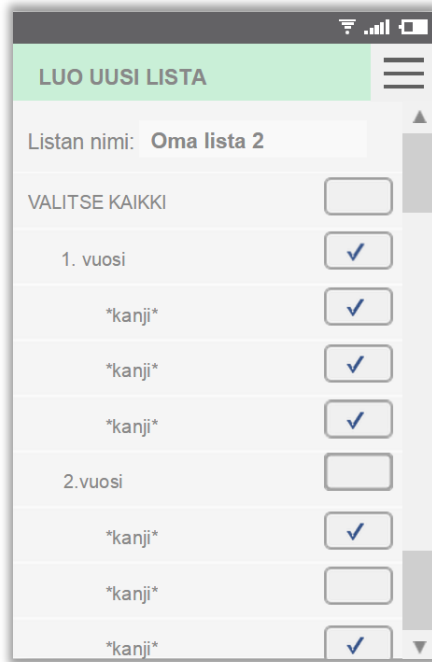 LUO UUSI LISTA
Listan nimi: Oma lista 2
VALITSE KAIKKI
1. vuosi
*kanji*
*kanji*
*kanji*
2.vuosi
*kanji*
*kanji*
*kanji*